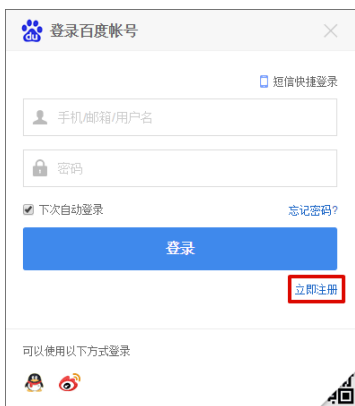 du 登录百度帐号
短信快捷登录
手机/邮箱/用户名
密码
下次自动登录 忘记密码?
登录
立即注册
可以使用以下方式登录